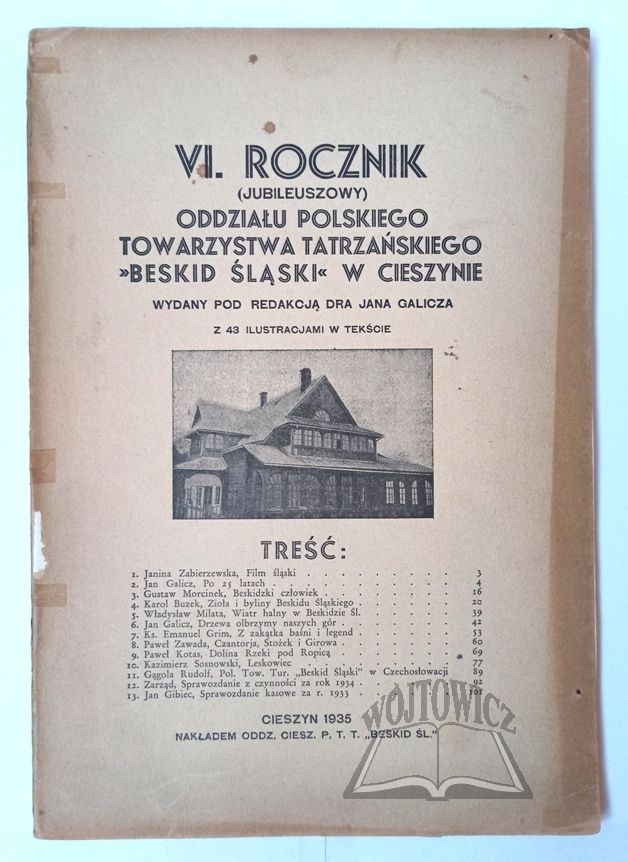 VI. ROCZNIK
(JUBILEUSZOWY)
ODDZIAŁU POLSKIEGO
TOWARZYSTWA TATRZAŃSKIEGO
»BESKID ŚLĄSKI« W CIESZYNIE
WYDANY POD REDAKCJĄ DRA JANA GALICZA
Z 43 ILUSTRACJAMI W TEKŚCIE
TREŚĆ:
1. Janina Zabierzewska, Film śląski . . . . . . . . . . 3
2. Jan Galicz, Po 25 latach . . . . . . . . . . . 4
3. Gustaw Morcinek, Beskidzki człowiek . . . . . . . . 16
4. Karol Buzek, Zioła i byliny Beskidu Śląskiego . . . . . . 20
5. Władysław Milata, Wiatr halny w Beskidzie Śl. . . . . . . 39
6. Jan Galicz, Drzewa olbrzymy naszych gór . . . . . . . 42
7. Ks. Emanuel Grim, Z zakątka baśni i legend . . . . . . 53
8. Paweł Zawada, Czantorja, Stożek i Girowa . . . . . . . 60
9. Paweł Kotas, Dolina Rzeki pod Ropicą . . . . . . . 69
10. Kazimierz Sosnowski, Leskowiec . . . . . . . . . 77
11. Gągola Rudolf, Pol. Tow. Tur. „Beskid Śląski" w Czechosłowacji 89
12. Zarząd, Sprawozdanie z czynności za rok 1934 . . . . . . 92
13. Jan Gibiec, Sprawozdanie kasowe za r. 1933 . . . . . . 101
CIESZYN 1935
NAKŁADEM ODDZ. CIESZ. P. T. T. „BESKID ŚL."
WÓJTOWICZ